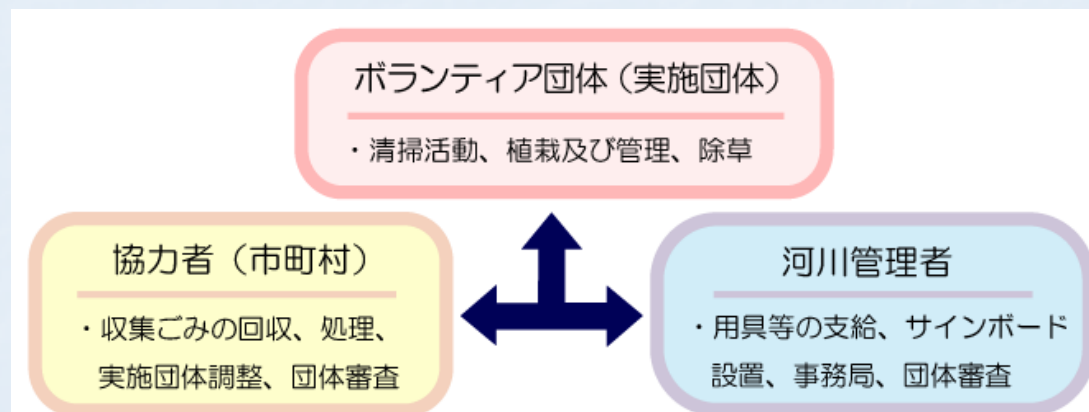 ボランティア団体（実施団体）
・清掃活動、植栽及び管理、除草
協力者（市町村）
・収集ごみの回収、処理、
実施団体調整、団体審査
河川管理者
・用具等の支給、サインボード
設置、事務局、団体審査